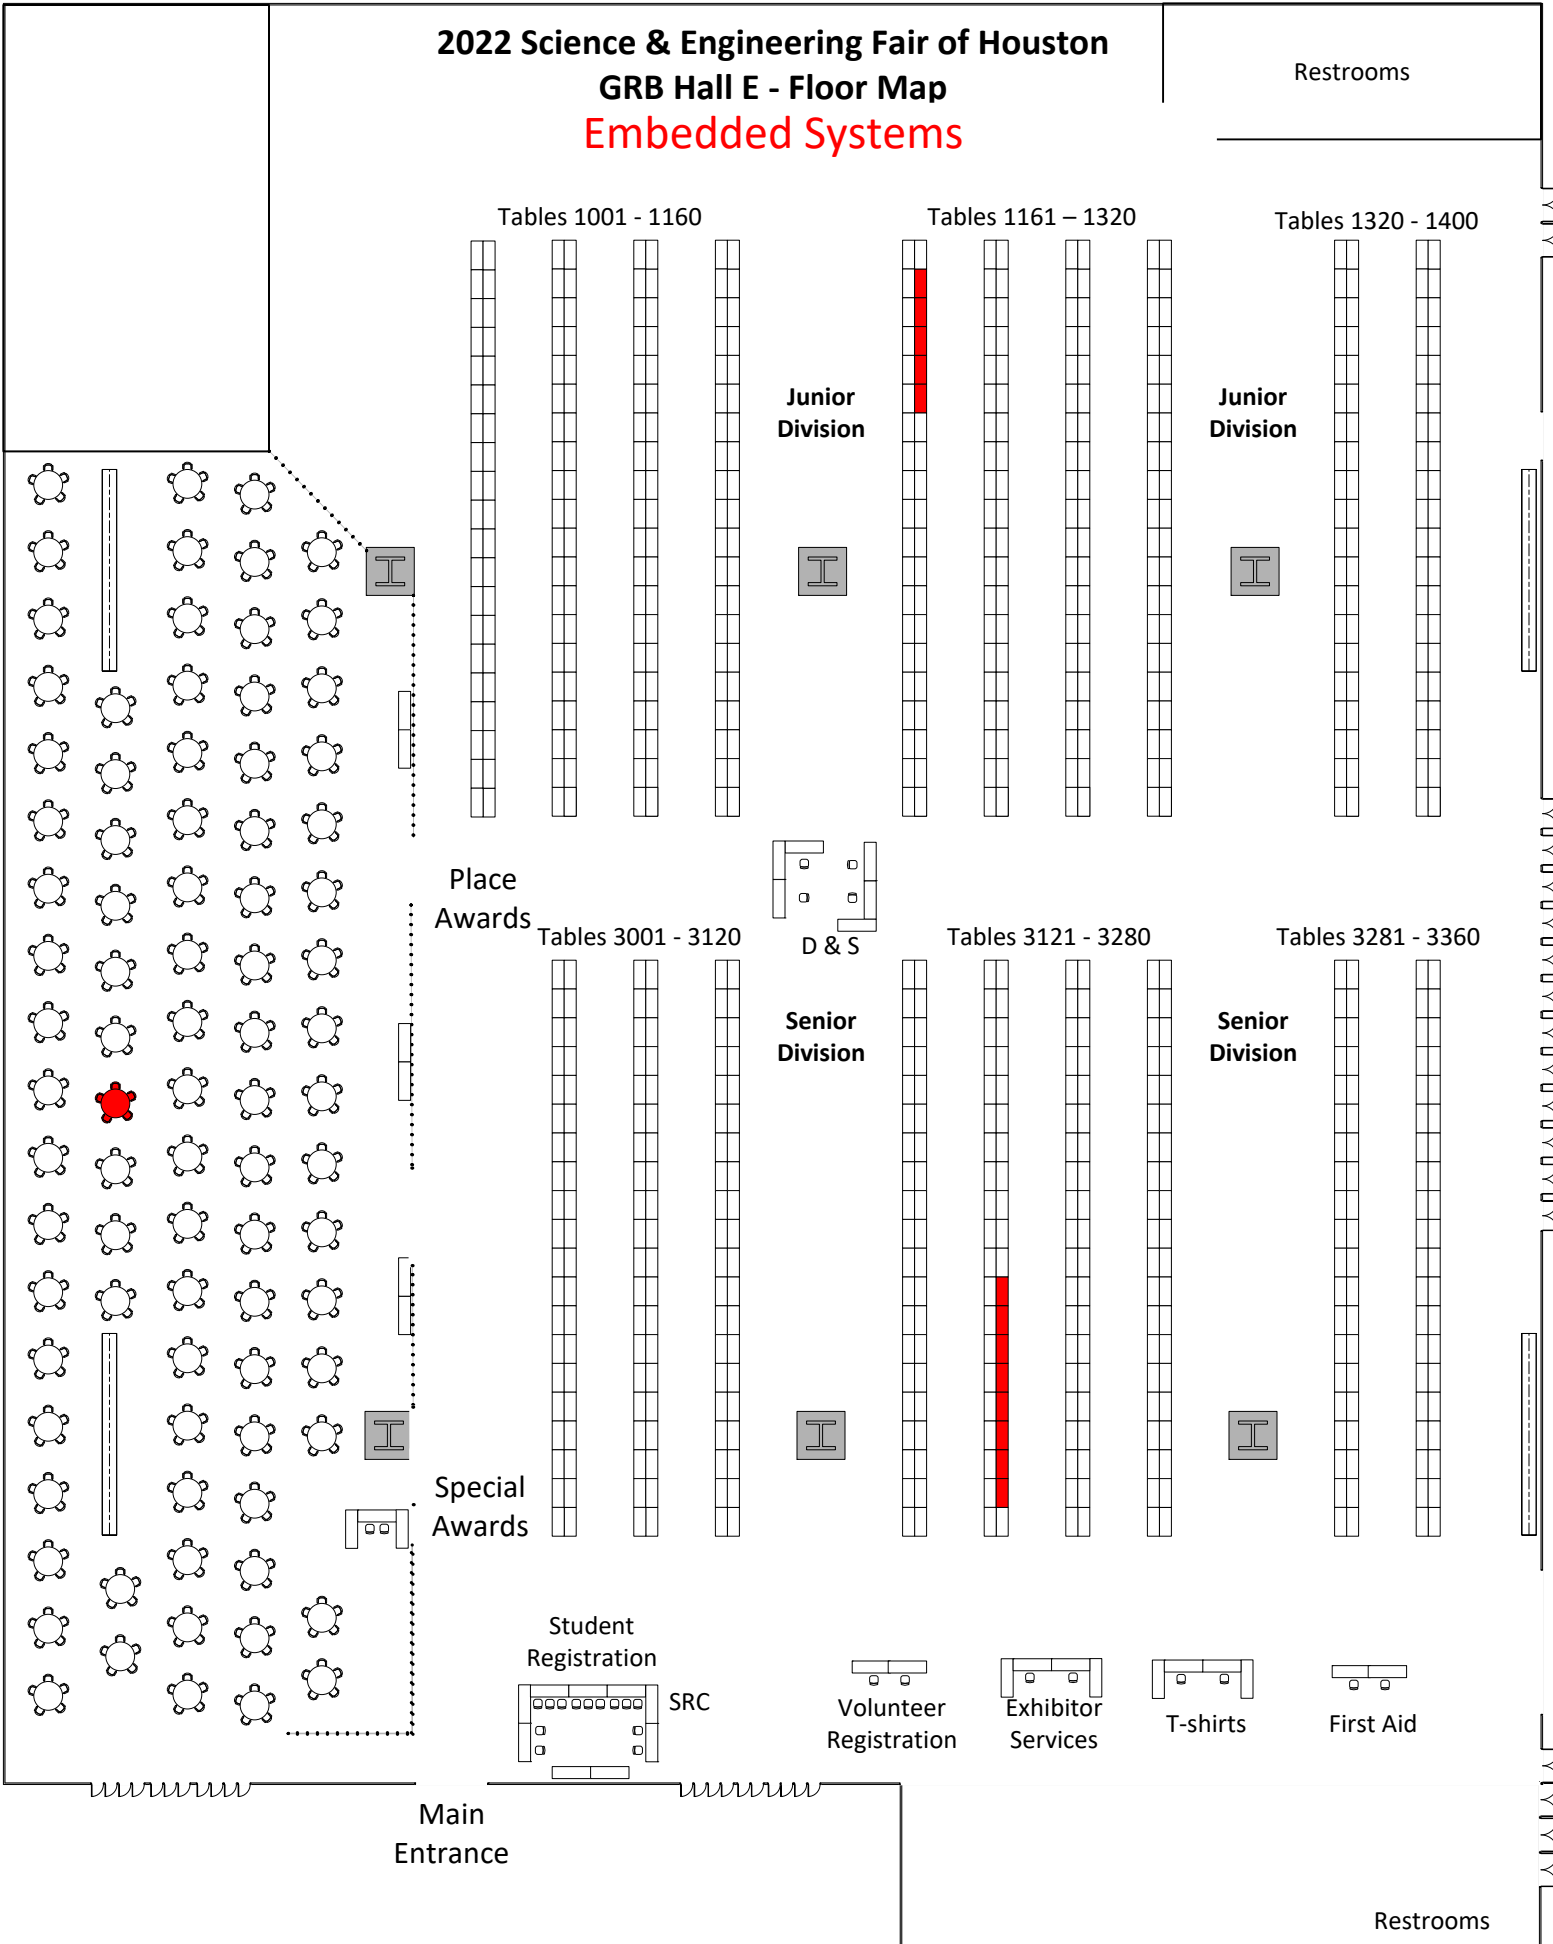 2022 Science & Engineering Fair of Houston
GRB Hall E - Floor Map
Embedded Systems
Restrooms
Tables 1001 - 1160
Tables 1161 – 1320
Tables 1320 - 1400
Junior
Division
Junior
Division
Place
Awards
D & S
Tables 3001 - 3120
Tables 3121 - 3280
Tables 3281 - 3360
Senior
Division
Senior
Division
Special
Awards
Student
Registration
SRC
Volunteer
Registration
Exhibitor
Services
T-shirts
First Aid
Main
Entrance
Restrooms